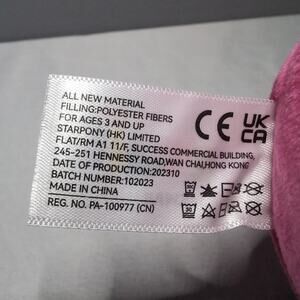 ALL NEW MATERIAL
FILLING:POLYESTER FIBERS
FOR AGES 3 AND UP
STARPONY (HK) LIMITED
FLAT/RM A1 11/F, SUCCESS COMMERCIAL BUILDING,
245-251 HENNESSY ROAD,WAN CHAI,HONG KONG
DATE OF PRODUCTION:202310
BATCH NUMBER:102023
MADE IN CHINA
REG. NO. PA-100977 (CN)
CE
UK
CA